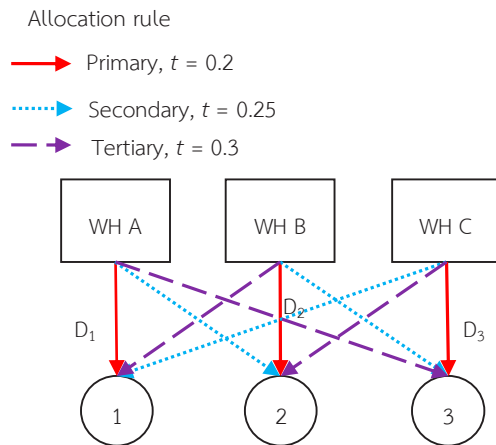 Allocation rule
Primary, t = 0.2
Secondary, t = 0.25
Tertiary, t = 0.3
WH A
WH B
WH C
D₁
D₂
D₃
1
2
3